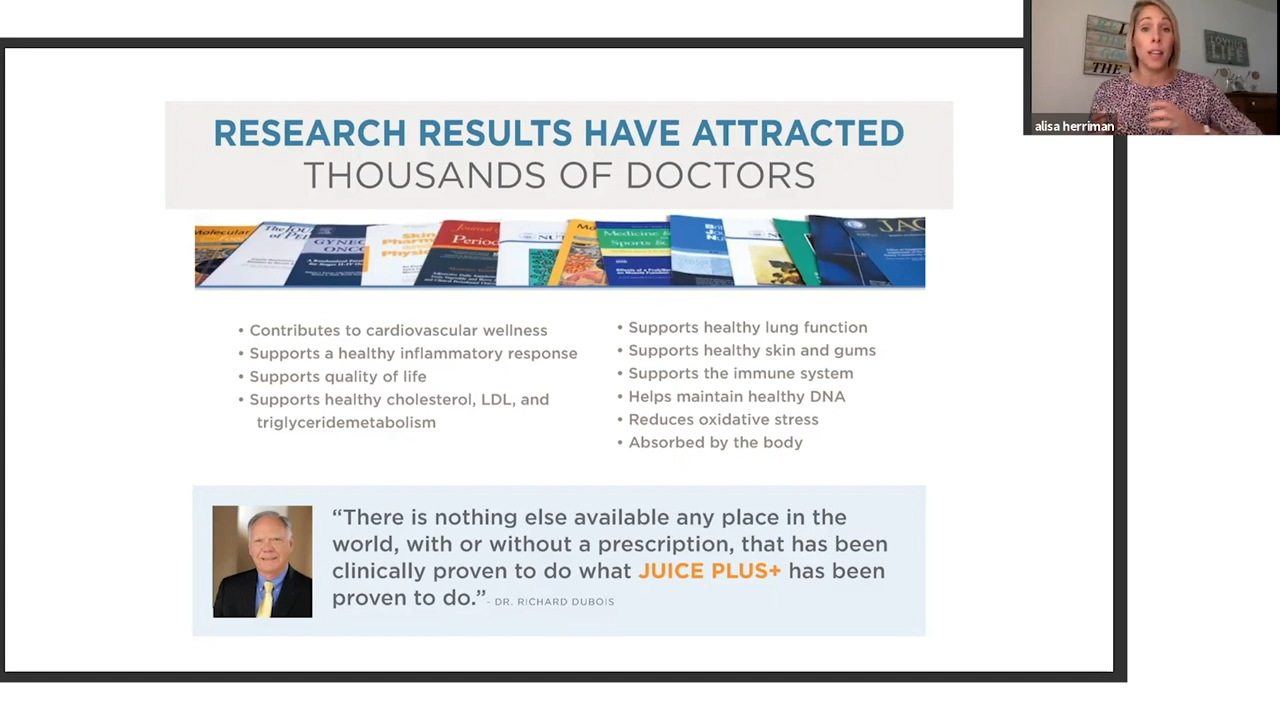 LOVING
LIFE
THE
alisa herriman
RESEARCH RESULTS HAVE ATTRACTED
THOUSANDS OF DOCTORS
• Contributes to cardiovascular wellness
• Supports a healthy inflammatory response
• Supports quality of life
• Supports healthy cholesterol, LDL, and
triglyceridemetabolism
• Supports healthy lung function
• Supports healthy skin and gums
• Supports the immune system
• Helps maintain healthy DNA
• Reduces oxidative stress
• Absorbed by the body
“There is nothing else available any place in the
world, with or without a prescription, that has been
clinically proven to do what JUICE PLUS+ has been
proven to do.” - DR. RICHARD DUBOIS